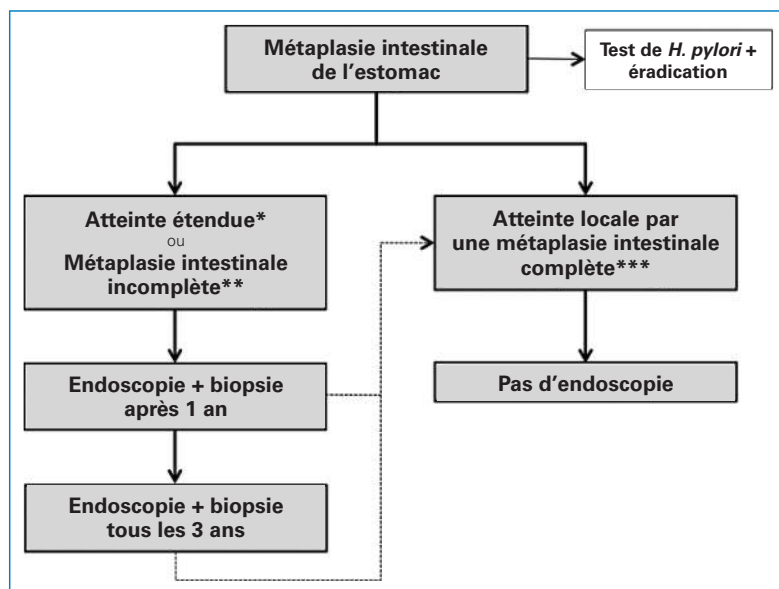 Métaplasie intestinale
de l'estomac
Test de H. pylori +
éradication
Atteinte étendue*
ou
Métaplasie intestinale
incomplète**
Atteinte locale par
une métaplasie intestinale
complète***
Endoscopie + biopsie
après 1 an
Pas d'endoscopie
Endoscopie + biopsie
tous les 3 ans